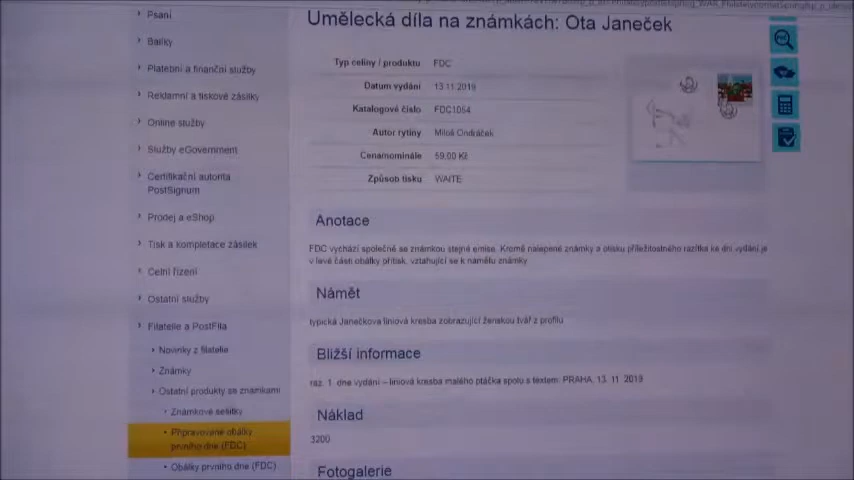 Psaní
Balíky
Platební a finanční služby
Reklamní a tiskové zásilky
Online služby
Služby eGovernment
Certifikační autorita
PostSignum
Prodej a eShop
Tisk a kompletace zásilek
Celní řízení
Ostatní služby
Filatelie a PostFila
Novinky z filatelie
Známky
Ostatní produkty se známkami
Známkové sešitky
Připravované obálky
prvního dne (FDC)
Obálky prvního dne (FDC)
Umělecká díla na známkách: Ota Janeček
Typ celiny / produktu FDC
Datum vydání 13.11.2019
Katalogové číslo FDC1054
Autor rytiny Miloš Ondráček
Cena/nominále 59,00 Kč
Způsob tisku WAITE
Anotace
FDC vychází společně se známkou stejné emise. Kromě nalepené známky a otisku příležitostného razítka ke dni vydání je
v levé části obálky přítisk, vztahující se k námětu známky.
Námět
typická Janečkova liniová kresba zobrazující ženskou tvář z profilu
Bližší informace
raz. 1. dne vydání – liniová kresba malého ptáčka spolu s textem: PRAHA, 13. 11. 2019
Náklad
3200
Fotogalerie